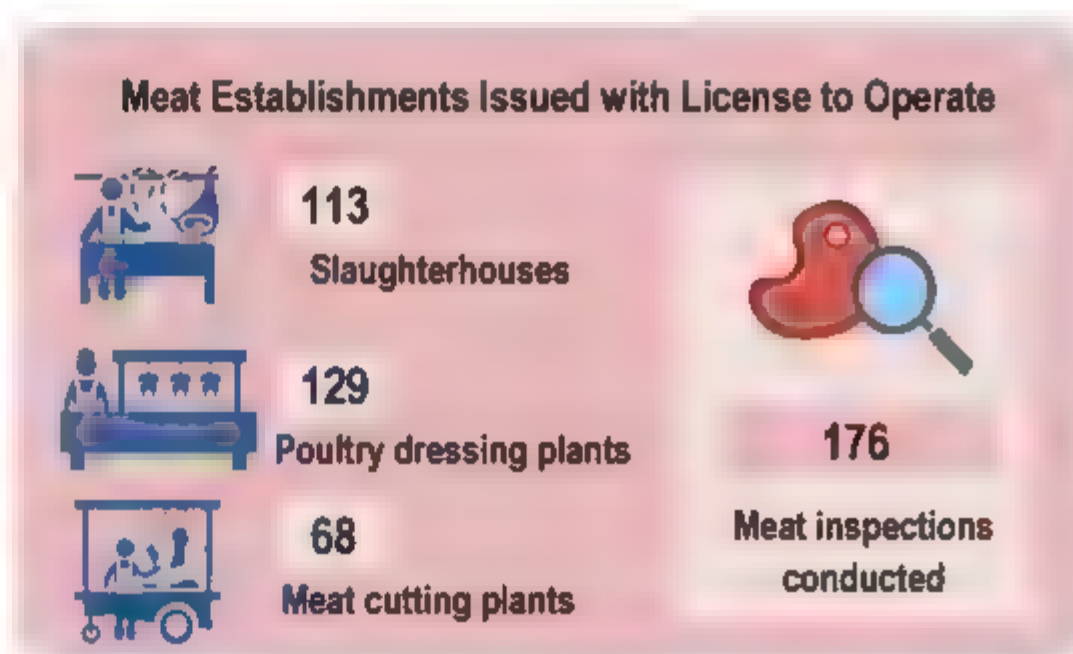 Meat Establishments Issued with License to Operate
113
Slaughterhouses
129
Poultry dressing plants
68
Meat cutting plants
176
Meat inspections
conducted